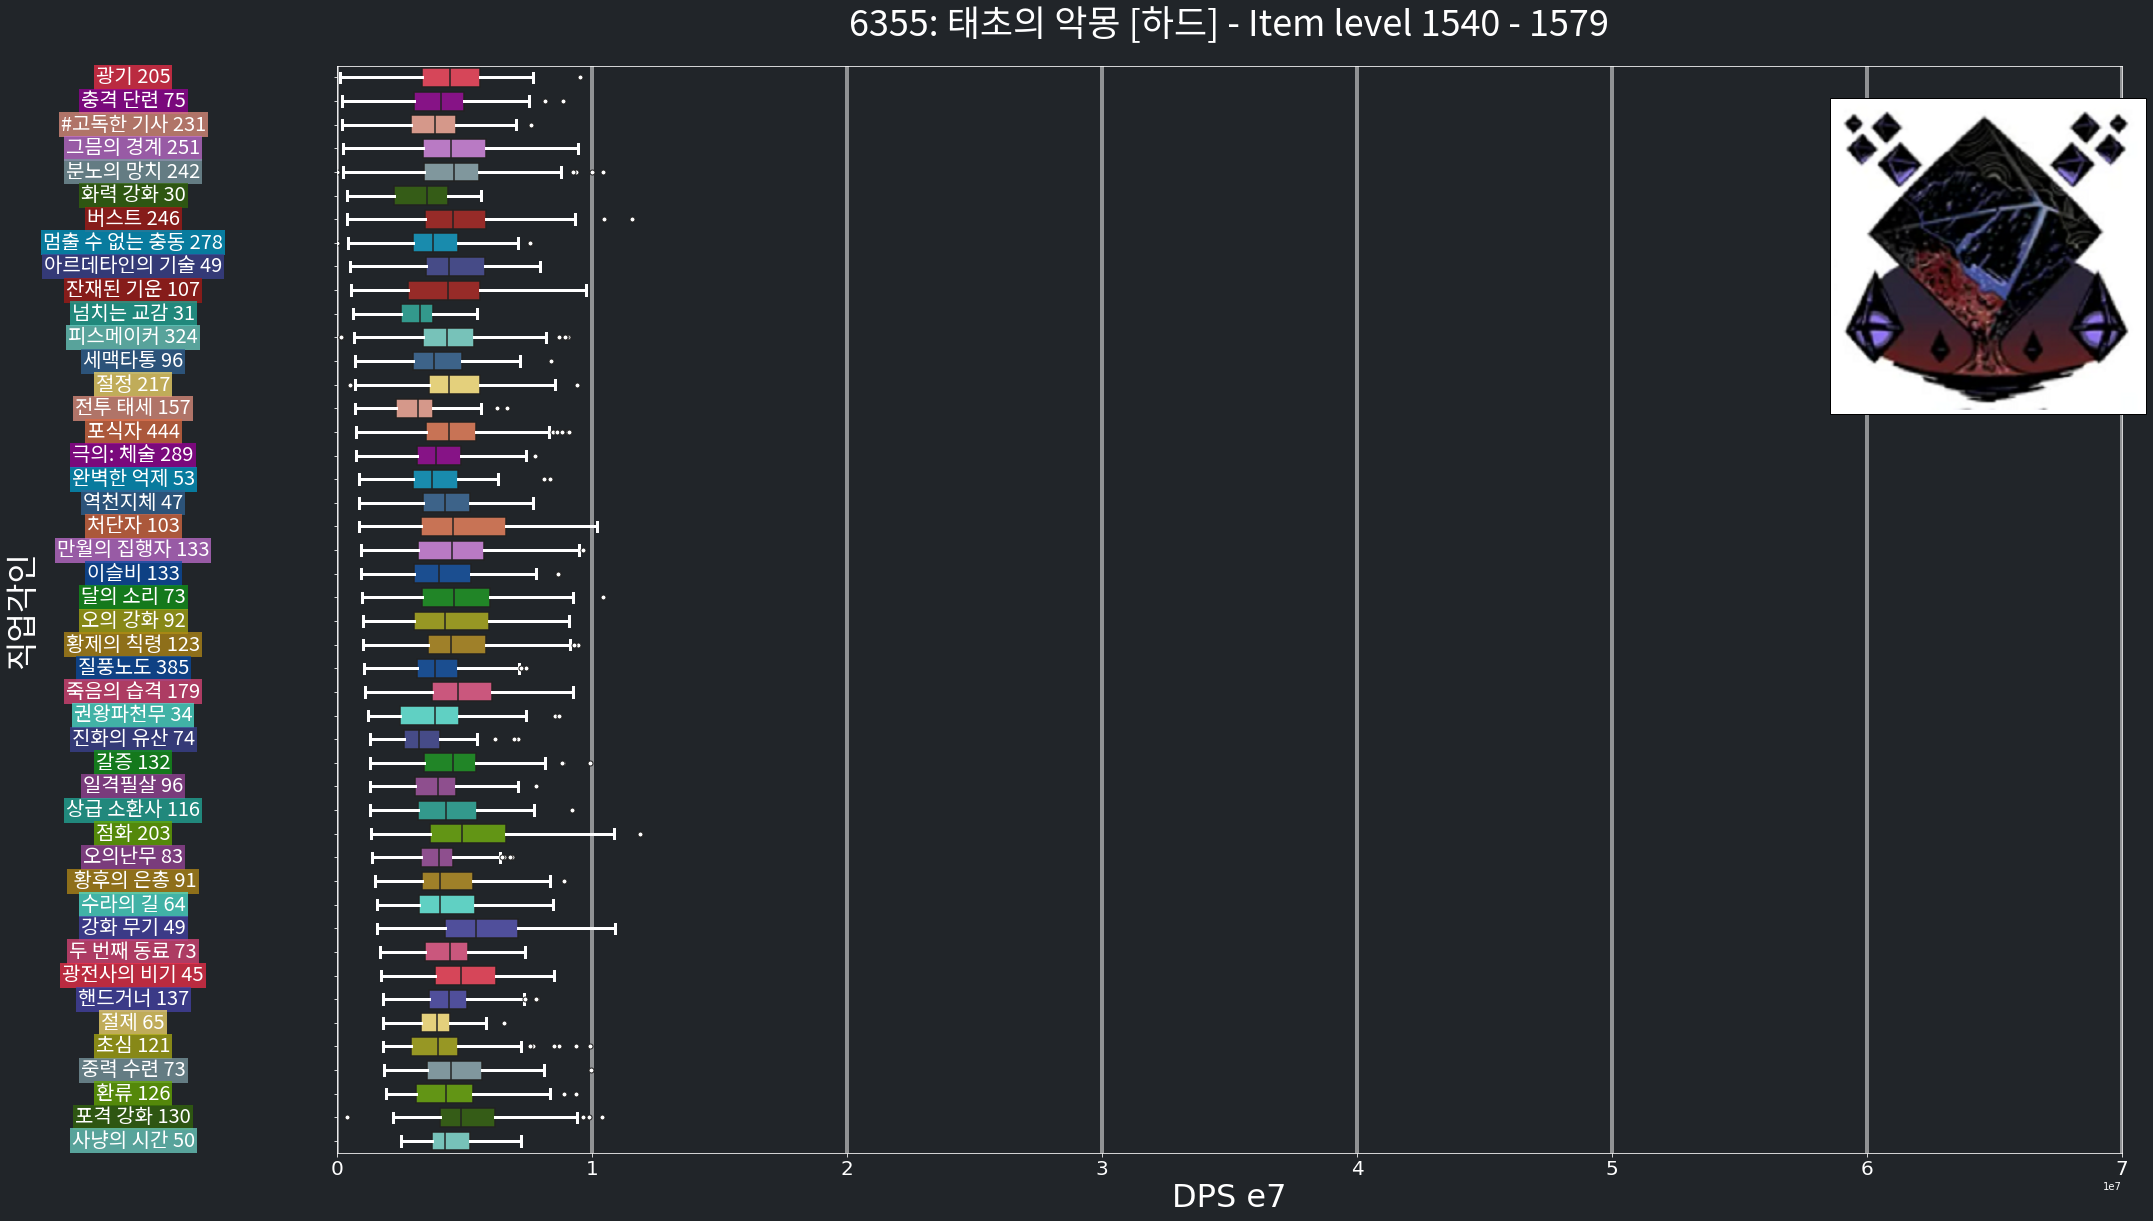 6355: 태초의 악몽 [하드] - Item level 1540 - 1579
광기 205
충격 단련 75
#고독한 기사 231
그믐의 경계 251
분노의 망치 242
화력 강화 30
버스트 246
멈출 수 없는 충동 278
아르데타인의 기술 49
잔재된 기운 107
넘치는 교감 31
피스메이커 324
세맥타통 96
절정 217
전투 태세 157
포식자 444
극의: 체술 289
완벽한 억제 53
역천지체 47
처단자 103
만월의 집행자 133
이슬비 133
달의 소리 73
오의 강화 92
황제의 칙령 123
질풍노도 385
죽음의 습격 179
권왕파천무 34
진화의 유산 74
갈증 132
일격필살 96
상급 소환사 116
점화 203
오의난무 83
황후의 은총 91
수라의 길 64
강화 무기 49
두 번째 동료 73
광전사의 비기 45
핸드거너 137
절제 65
초심 121
중력 수련 73
환류 126
포격 강화 130
사냥의 시간 50
직업각인
0 1 2 3 4 5 6 7
1e7
DPS e7